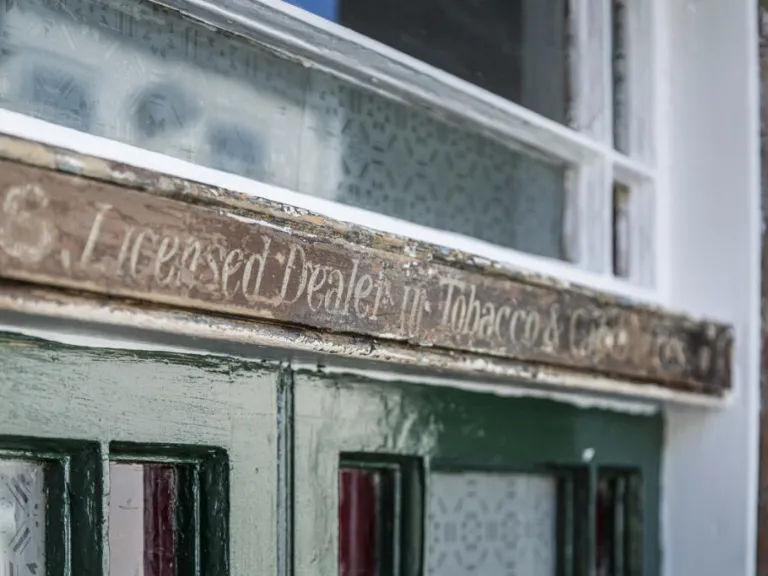 S. Licensed Dealer in Tobacco &